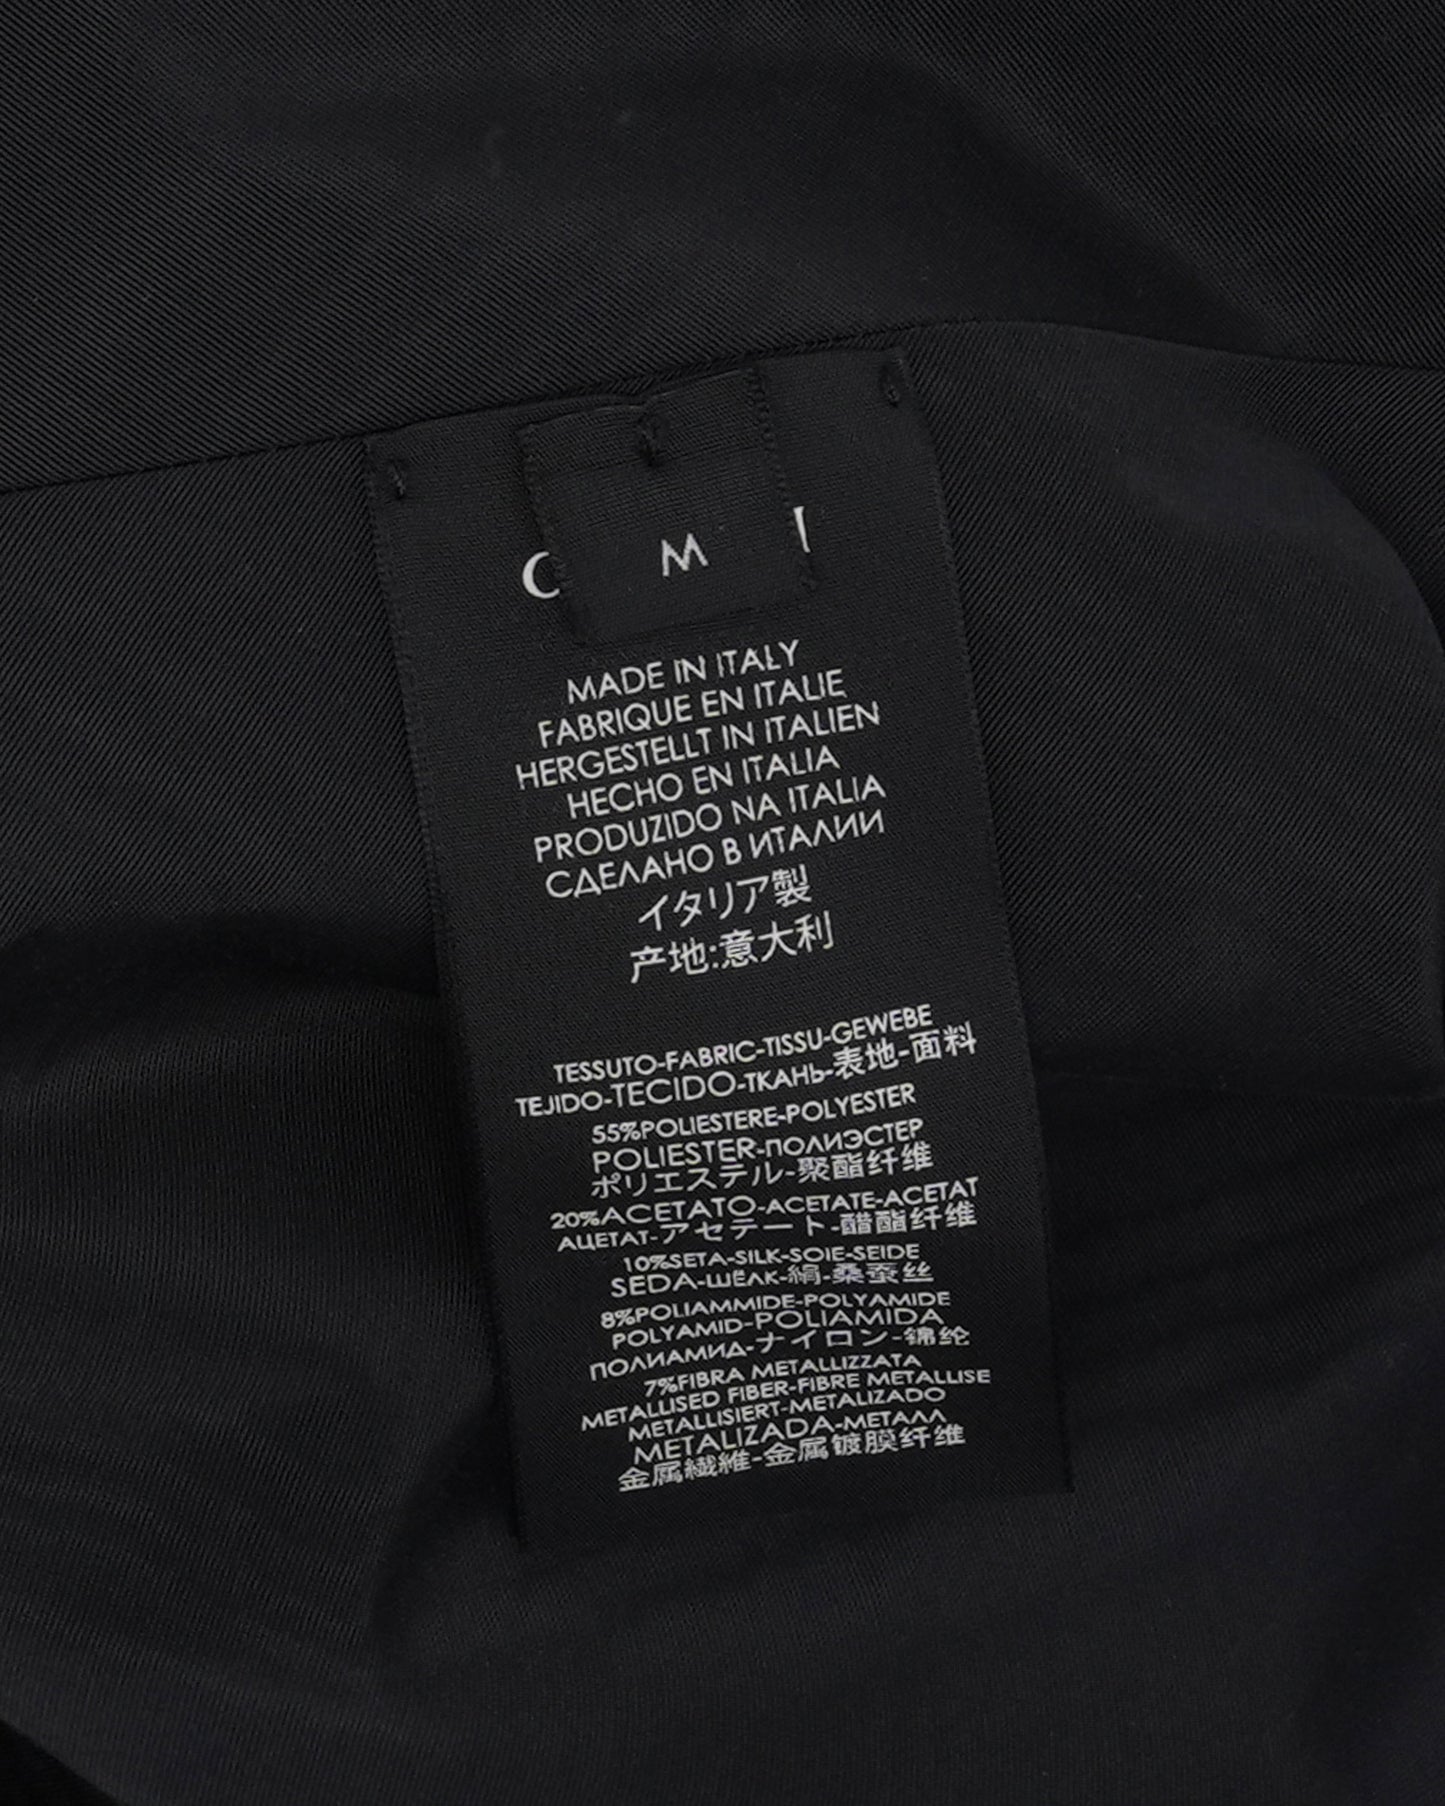 M
MADE IN ITALY
FABRIQUE EN ITALIE
HERGESTELLT IN ITALIEN
HECHO EN ITALIA
PRODUZIDO NA ITALIA
СДЕЛАНО В ИТАЛИИ
イタリア製
产地:意大利
TESSUTO-FABRIC-TISSU-GEWEBE
TEJIDO-TECIDO-ТКАНЬ-表地-面料
55%POLIESTERE-POLYESTER
POLIESTER-ПОЛИЭСТЕР
ポリエステル-聚酯纤维
20%ACETATO-ACETATE-ACETAT
АЦЕТАТ-アセテート-醋酯纤维
10%SETA-SILK-SOIE-SEIDE
SEDA-ШЁЛК-絹-桑蚕丝
8%POLIAMMIDE-POLYAMIDE
POLYAMID-POLIAMIDA
ПОЛИАМИД-ナイロン-锦纶
7%FIBRA METALLIZZATA
METALLISED FIBER-FIBRE METALLISE
METALLISIERT-METALIZADO
METALIZADA-МЕТАЛЛ
金属繊維-金属镀膜纤维